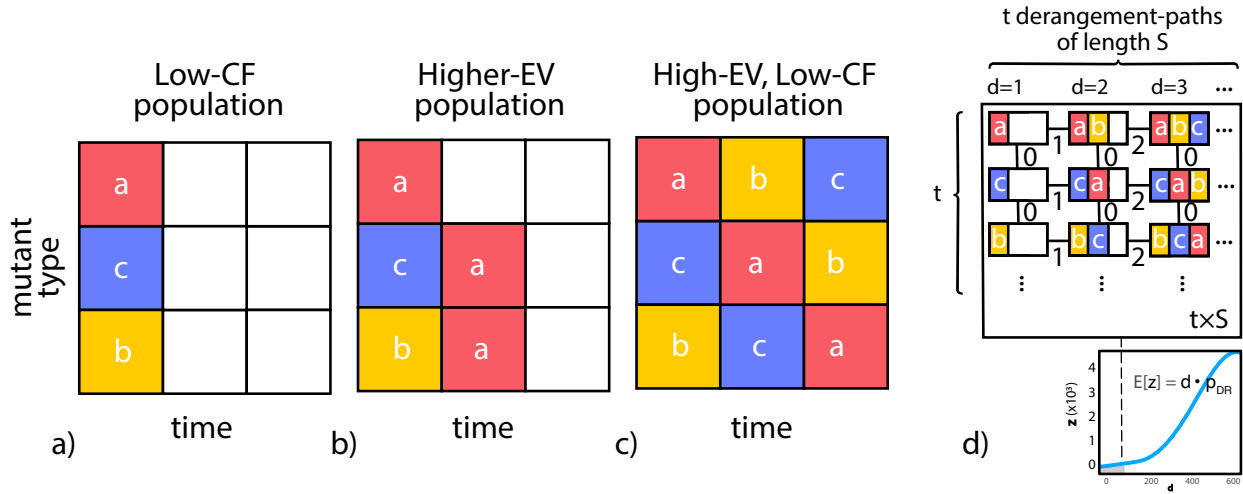 Low-CF
population
a
c
b
mutant
type
time
a)
Higher-EV
population
a
c a
b a
time
b)
High-EV, Low-CF
population
a b c
c a b
b c a
time
c)
t derangement-paths
of length S
d=1 d=2 d=3 ...
a 1 a b 2 a b c ...
0 0 0
t
c 1 c a 2 c a b ...
0 0 0
b 1 b c 2 b c a ...
⋮ ⋮ ⋮
t×S
E[z] = d • pDR
z (x10³)
4
3
2
1
0
0 200 400 600
d
d)